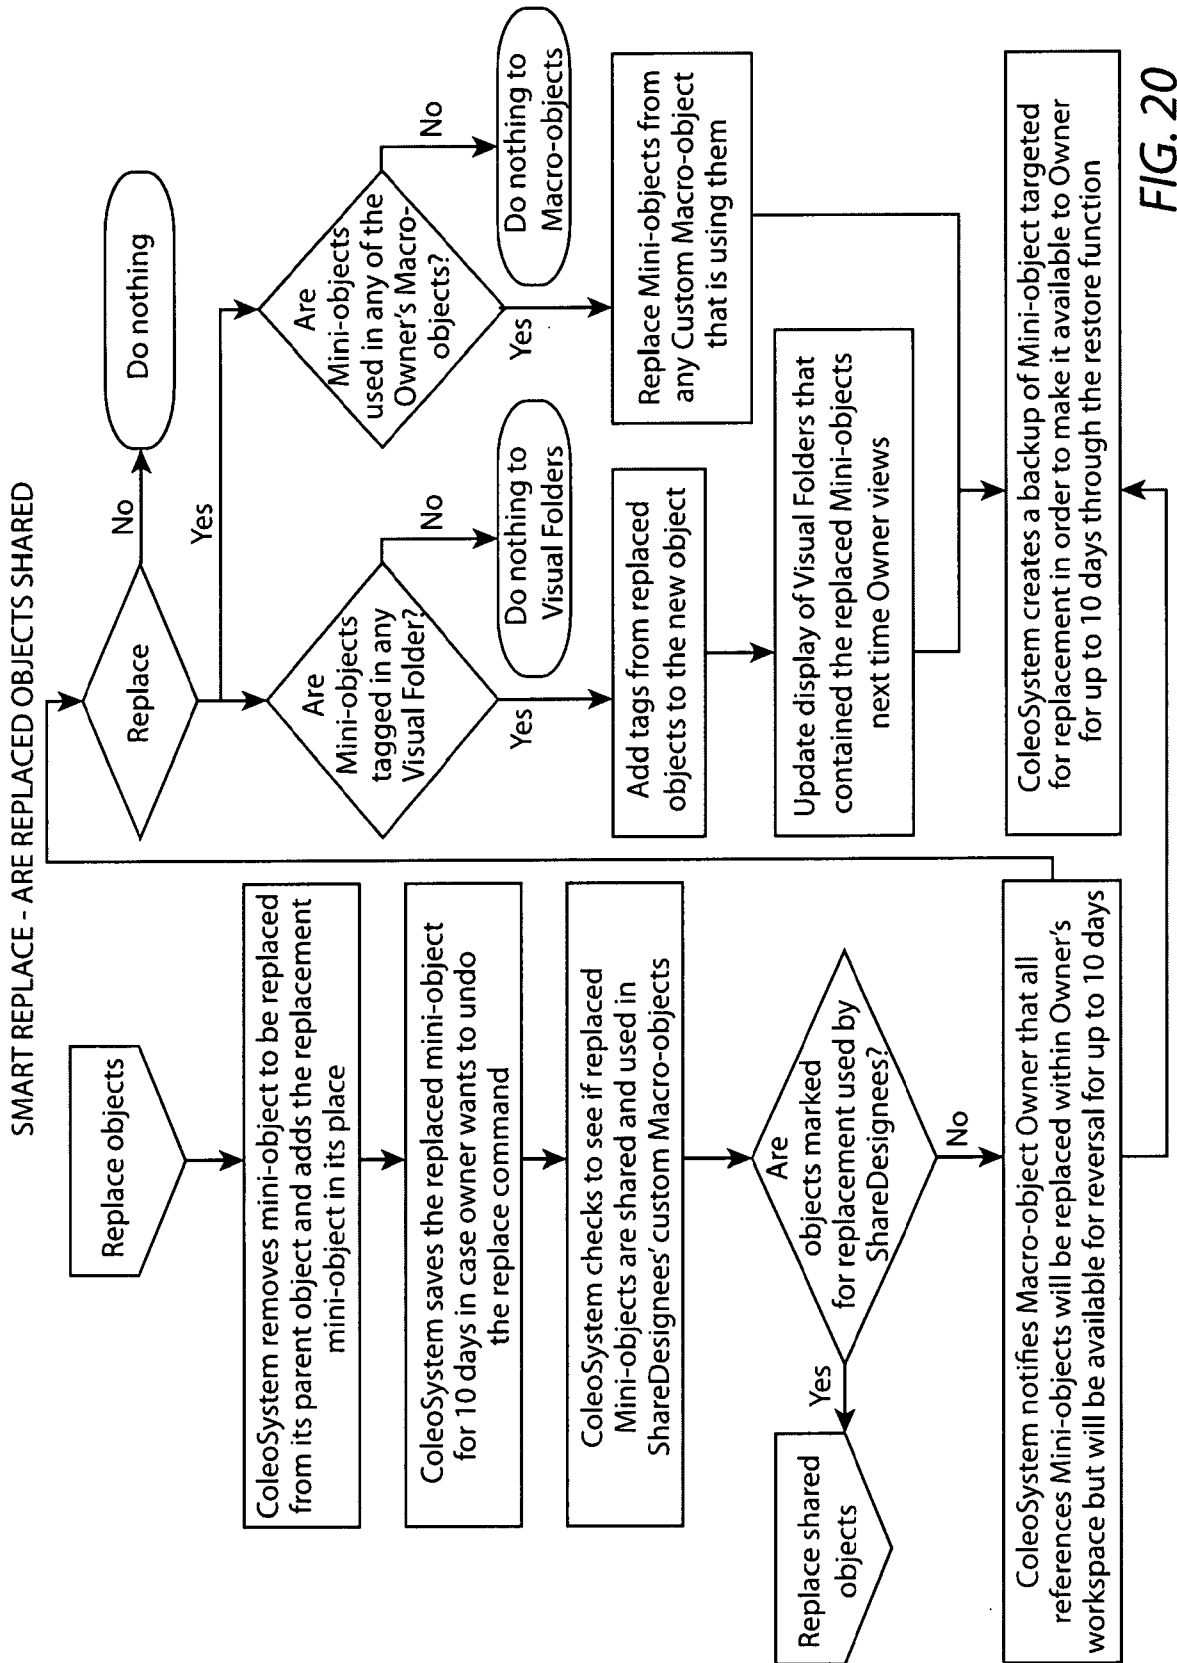 SMART REPLACE - ARE REPLACED OBJECTS SHARED
Replace objects
ColeoSystem removes mini-object to be replaced
from its parent object and adds the replacement
mini-object in its place
ColeoSystem saves the replaced mini-object
for 10 days in case owner wants to undo
the replace command
ColeoSystem checks to see if replaced
Mini-objects are shared and used in
ShareDesignees' custom Macro-objects
Are
objects marked
for replacement used by
ShareDesignees?
Yes
Replace shared
objects
No
ColeoSystem notifies Macro-object Owner that all
references Mini-objects will be replaced within Owner's
workspace but will be available for reversal for up to 10 days
Replace
No
Do nothing
Yes
Are
Mini-objects
tagged in any
Visual Folder?
No
Do nothing to
Visual Folders
Yes
Add tags from replaced
objects to the new object
Update display of Visual Folders that
contained the replaced Mini-objects
next time Owner views
Are
Mini-objects
used in any of the
Owner's Macro-
objects?
No
Do nothing to
Macro-objects
Yes
Replace Mini-objects from
any Custom Macro-object
that is using them
ColeoSystem creates a backup of Mini-object targeted
for replacement in order to make it available to Owner
for up to 10 days through the restore function
FIG. 20